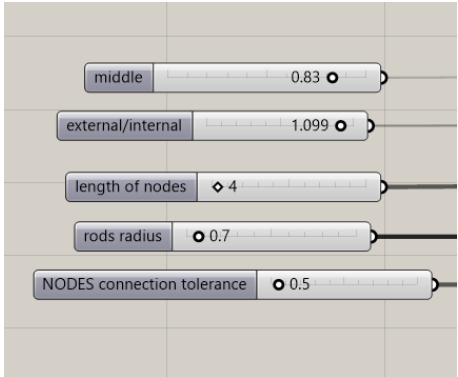 middle 0.83
external/internal 1.099
length of nodes 4
rods radius 0.7
NODES connection tolerance 0.5